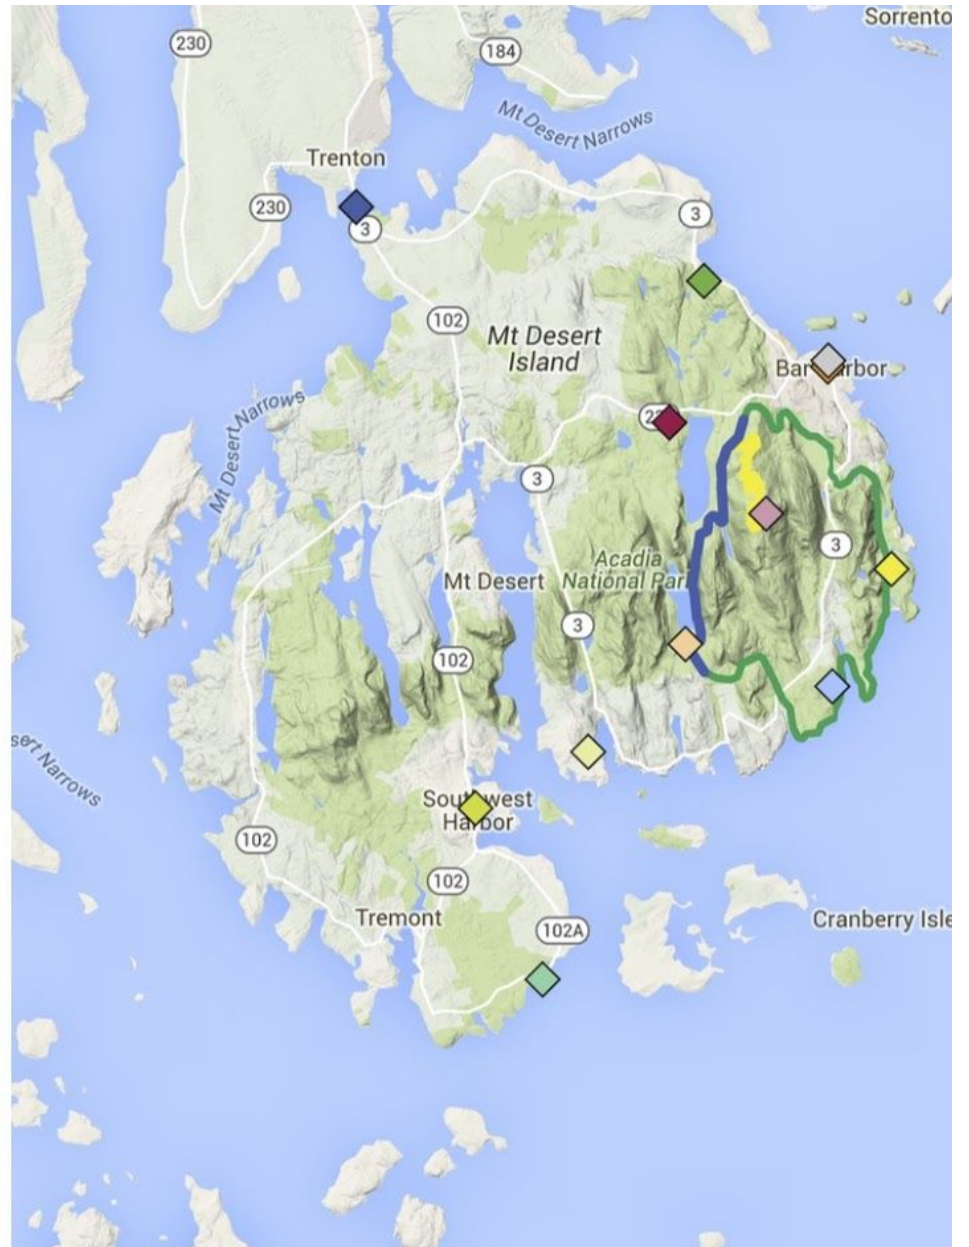 Sorrento
230
184
Mt Desert Narrows
Trenton
230
3
3
102
Mt Desert
Island
Mt Desert Narrows
3
Acadia
National Park
Mt Desert
3
3
102
sert Narrows
Southwest
Harbor
102
102
Tremont
102A
Cranberry Isle